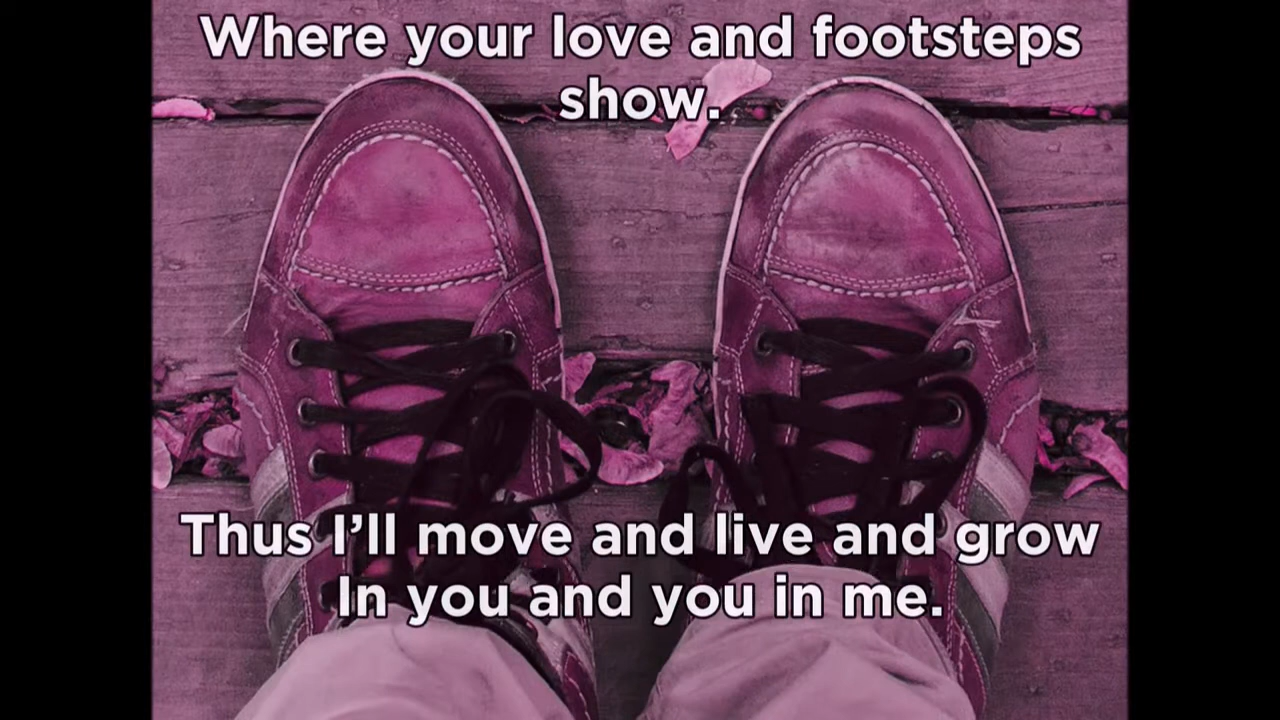 Where your love and footsteps
show.
Thus I’ll move and live and grow
In you and you in me.